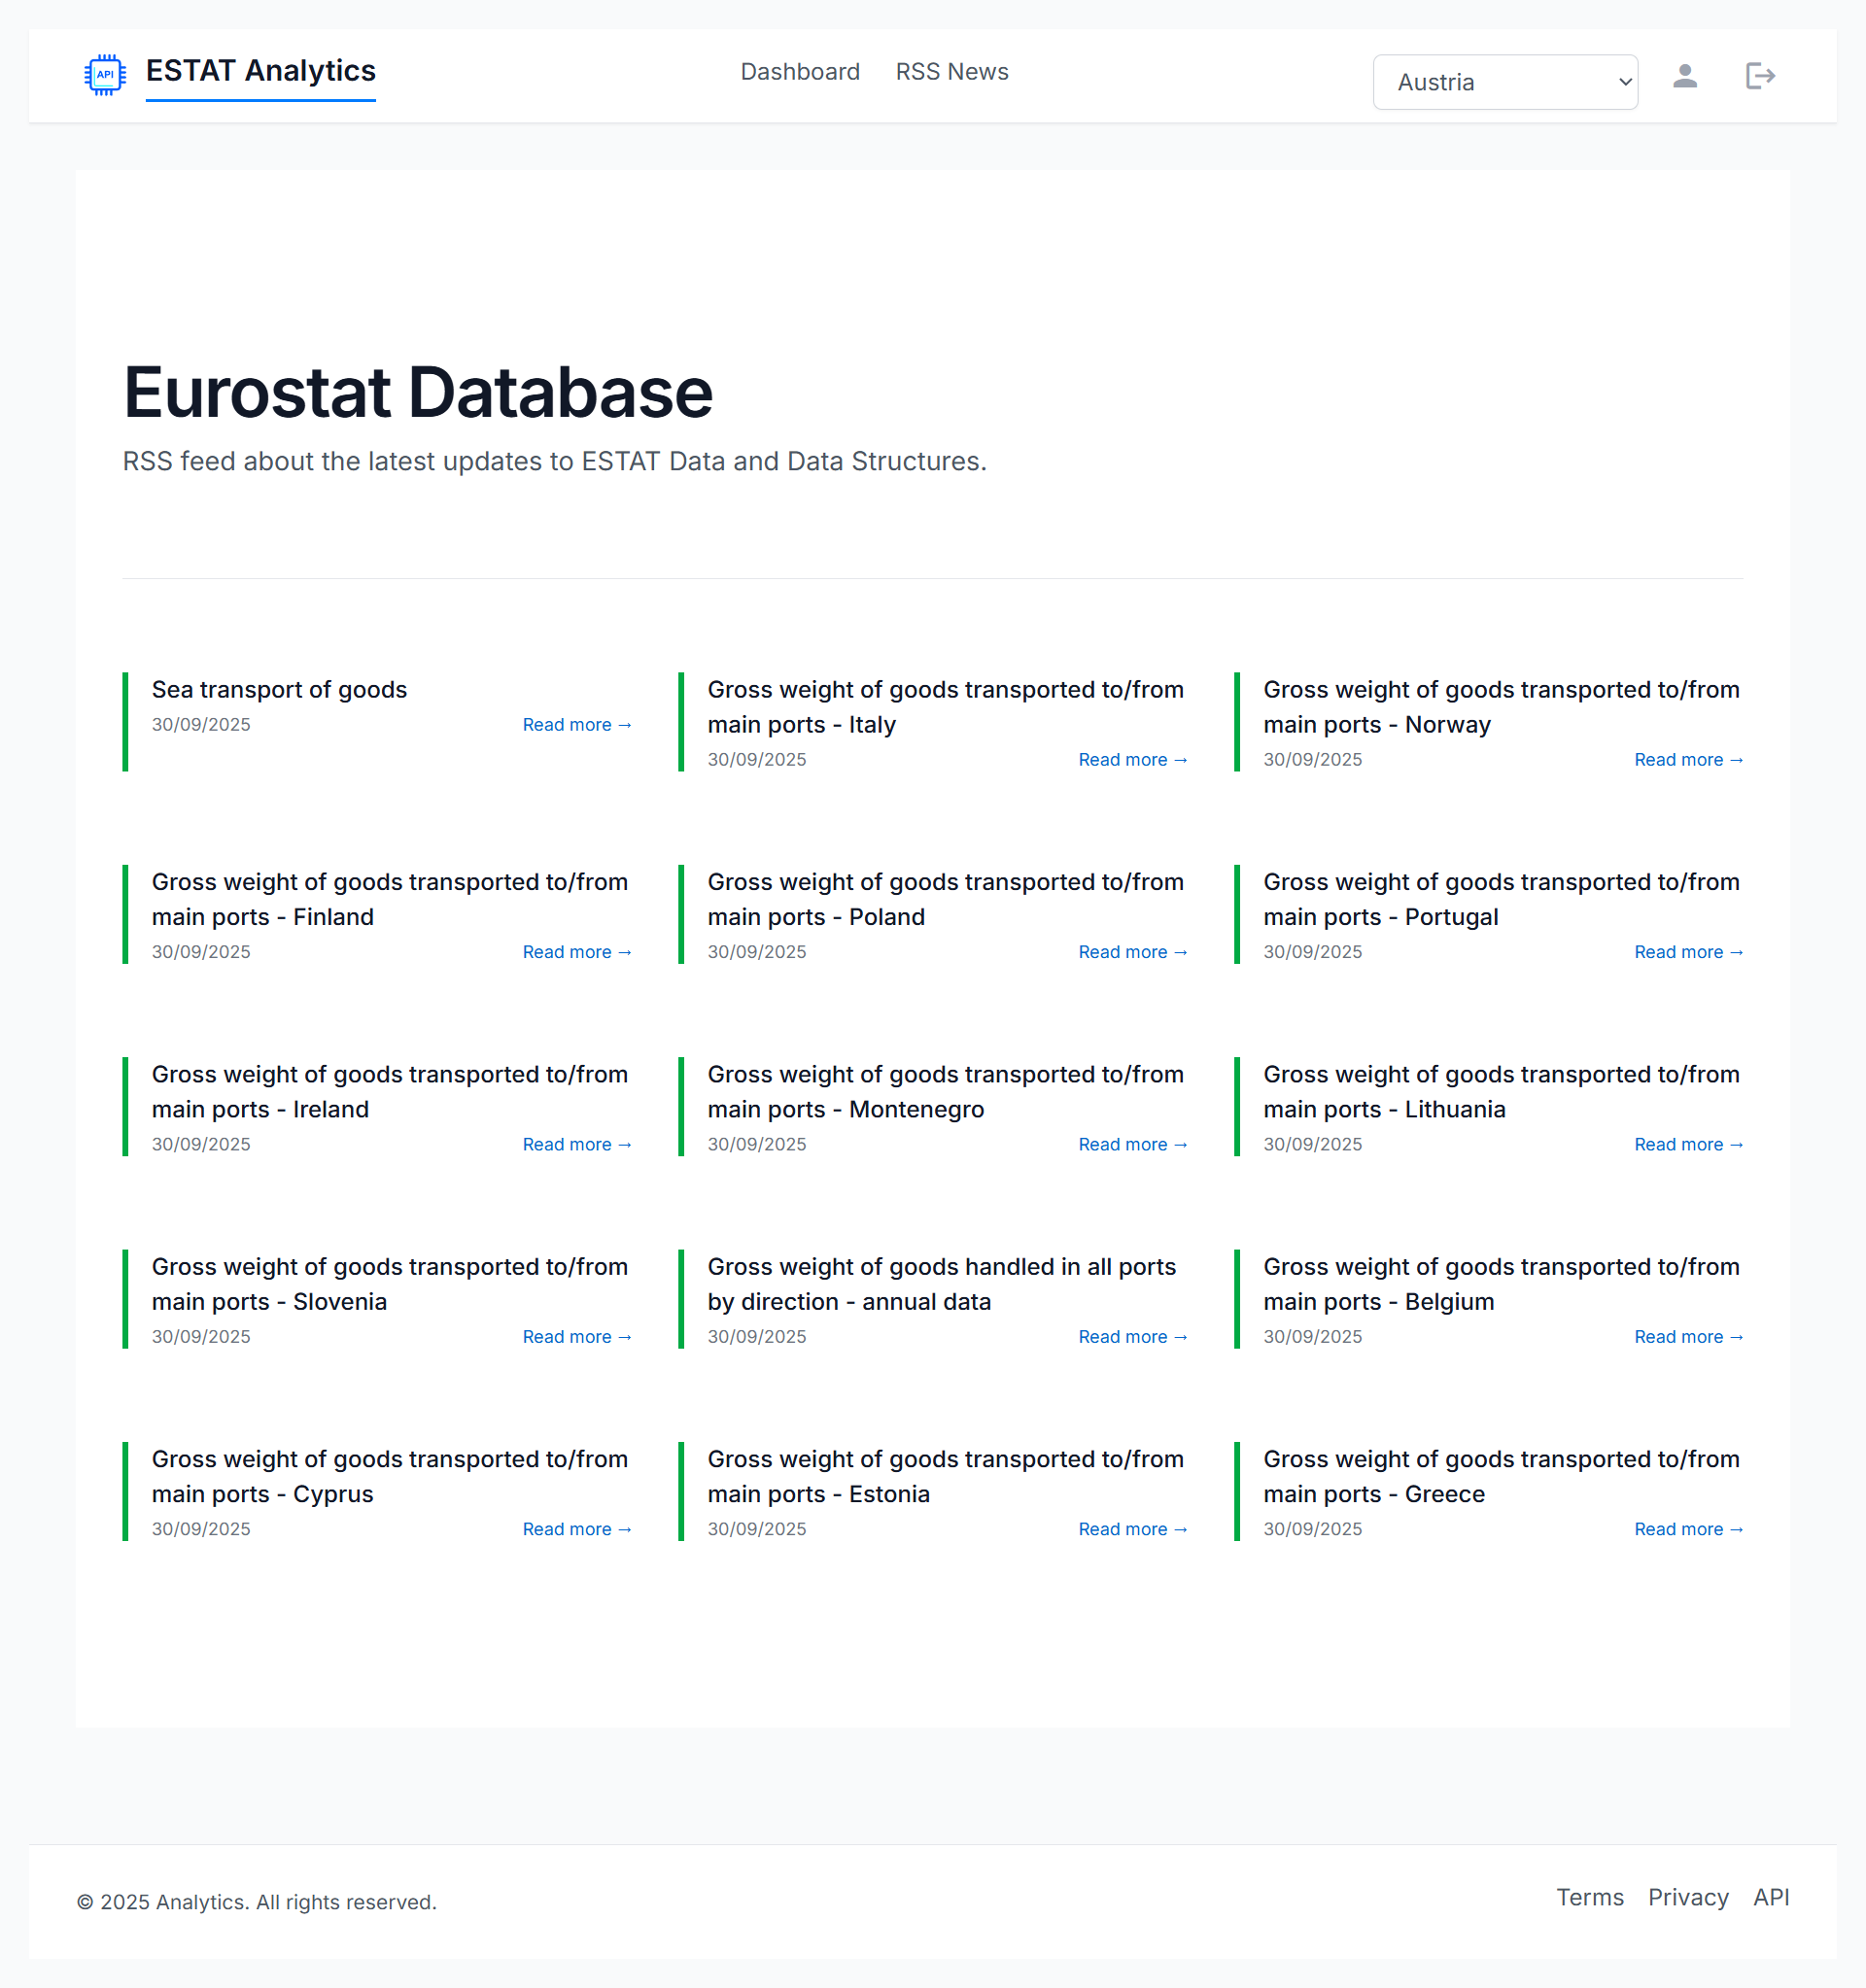 API
ESTAT Analytics
Dashboard
RSS News
Austria
Eurostat Database
RSS feed about the latest updates to ESTAT Data and Data Structures.
Sea transport of goods
30/09/2025
Read more →
Gross weight of goods transported to/from
main ports - Italy
30/09/2025
Read more →
Gross weight of goods transported to/from
main ports - Norway
30/09/2025
Read more →
Gross weight of goods transported to/from
main ports - Finland
30/09/2025
Read more →
Gross weight of goods transported to/from
main ports - Poland
30/09/2025
Read more →
Gross weight of goods transported to/from
main ports - Portugal
30/09/2025
Read more →
Gross weight of goods transported to/from
main ports - Ireland
30/09/2025
Read more →
Gross weight of goods transported to/from
main ports - Montenegro
30/09/2025
Read more →
Gross weight of goods transported to/from
main ports - Lithuania
30/09/2025
Read more →
Gross weight of goods transported to/from
main ports - Slovenia
30/09/2025
Read more →
Gross weight of goods handled in all ports
by direction - annual data
30/09/2025
Read more →
Gross weight of goods transported to/from
main ports - Belgium
30/09/2025
Read more →
Gross weight of goods transported to/from
main ports - Cyprus
30/09/2025
Read more →
Gross weight of goods transported to/from
main ports - Estonia
30/09/2025
Read more →
Gross weight of goods transported to/from
main ports - Greece
30/09/2025
Read more →
© 2025 Analytics. All rights reserved.
Terms
Privacy
API